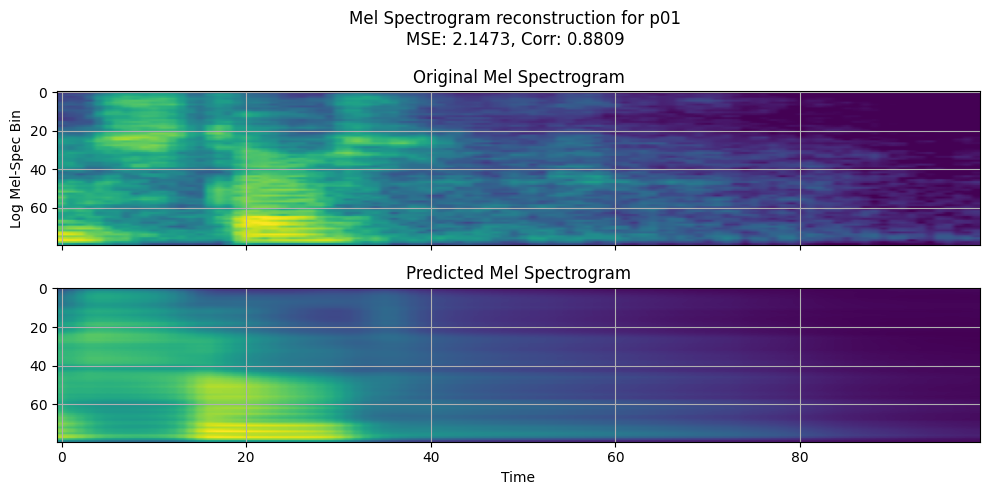 Mel Spectrogram reconstruction for p01
MSE: 2.1473, Corr: 0.8809
Original Mel Spectrogram
Log Mel-Spec Bin
0
20
40
60
Predicted Mel Spectrogram
0
20
40
60
0 20 40 60 80
Time